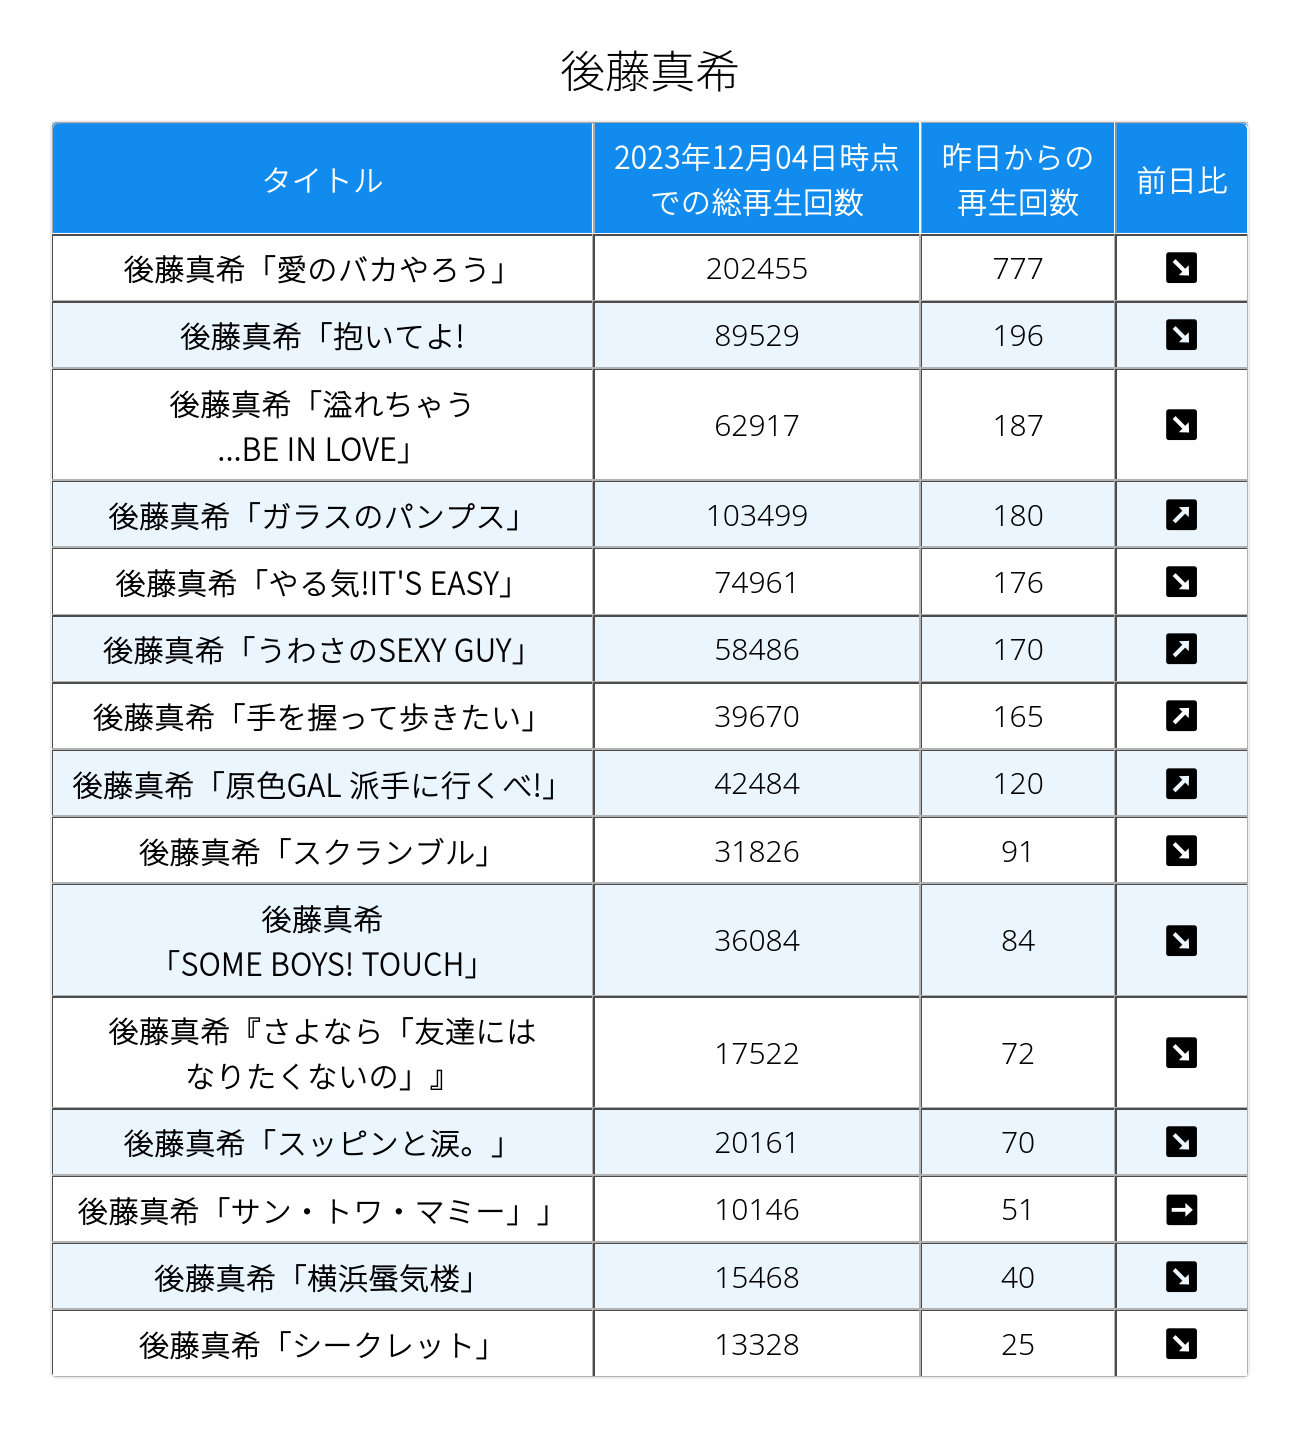 後藤真希
タイトル
2023年12月04日時点
での総再生回数
昨日からの
再生回数
前日比
後藤真希「愛のバカやろう」 202455 777
後藤真希「抱いてよ! 89529 196
後藤真希「溢れちゃう
...BE IN LOVE」 62917 187
後藤真希「ガラスのパンプス」 103499 180
後藤真希「やる気!IT'S EASY」 74961 176
後藤真希「うわさのSEXY GUY」 58486 170
後藤真希「手を握って歩きたい」 39670 165
後藤真希「原色GAL 派手に行くべ!」 42484 120
後藤真希「スクランブル」 31826 91
後藤真希
「SOME BOYS! TOUCH」 36084 84
後藤真希『さよなら「友達には
なりたくないの」』 17522 72
後藤真希「スッピンと涙。」 20161 70
後藤真希「サン・トワ・マミー」」 10146 51
後藤真希「横浜蜃気楼」 15468 40
後藤真希「シークレット」 13328 25